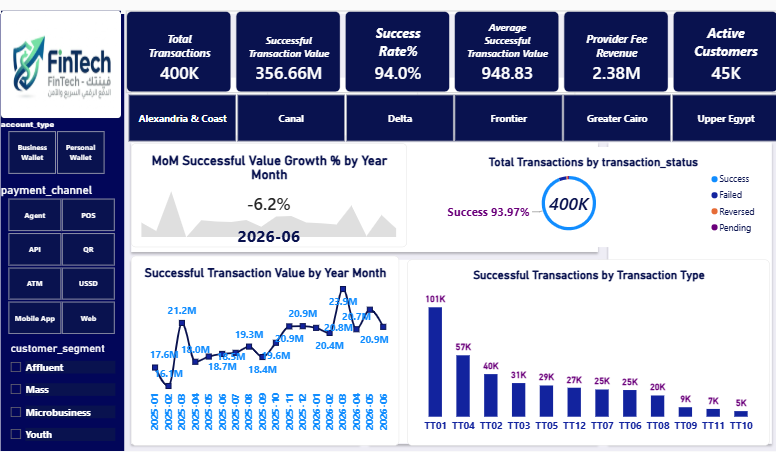 FinTech
FinTech - فينتك
الدفع الرقمي السريع والآمن
Total
Transactions
400K
Successful
Transaction Value
356.66M
Success
Rate%
94.0%
Average
Successful
Transaction Value
948.83
Provider Fee
Revenue
2.38M
Active
Customers
45K
Alexandria & Coast
Canal
Delta
Frontier
Greater Cairo
Upper Egypt
account_type
Business
Wallet
Personal
Wallet
payment_channel
Agent
POS
API
QR
ATM
USSD
Mobile App
Web
customer_segment
Affluent
Mass
Microbusiness
Youth
MoM Successful Value Growth % by Year
Month
-6.2%
2026-06
Total Transactions by transaction_status
Success 93.97%
400K
Success
Failed
Reversed
Pending
Successful Transaction Value by Year Month
17.6M
16.1M
21.2M
18.0M
18.7M
18.9M
19.3M
18.4M
19.6M
20.9M
20.9M
20.4M
20.8M
23.9M
20.7M
20.9M
2025-01
2025-02
2025-03
2025-04
2025-05
2025-06
2025-07
2025-08
2025-09
2025-10
2025-11
2025-12
2026-01
2026-02
2026-03
2026-04
2026-05
2026-06
Successful Transactions by Transaction Type
101K
57K
40K
31K
29K
27K
25K
25K
20K
9K
7K
5K
TT01
TT04
TT02
TT03
TT05
TT12
TT07
TT06
TT08
TT09
TT11
TT10